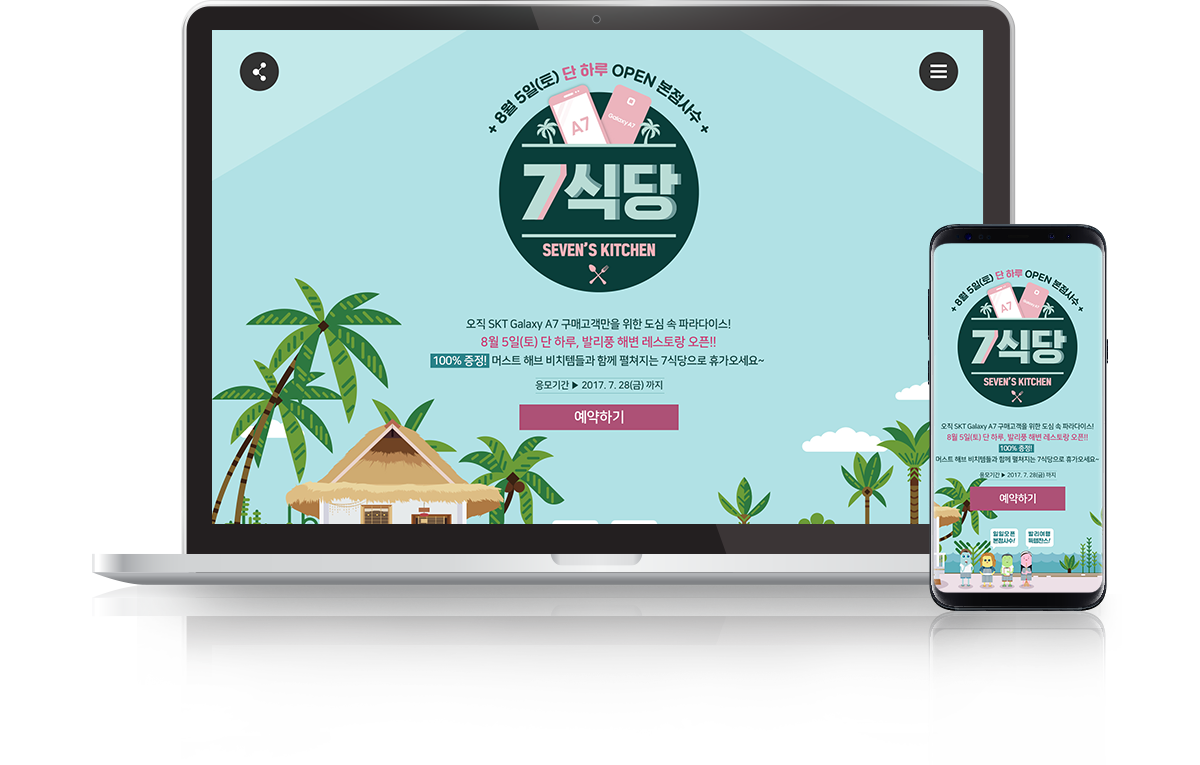 + 8월 5일(토) 단 하루 OPEN 본점사수 +
A7
Galaxy A7
7식당
SEVEN'S KITCHEN
오직 SKT Galaxy A7 구매고객만을 위한 도심 속 파라다이스!
8월 5일(토) 단 하루, 발리풍 해변 레스토랑 오픈!!
100% 증정! 머스트 해브 비치템들과 함께 펼쳐지는 7식당으로 휴가오세요~
응모기간 ▶ 2017. 7. 28(금) 까지
예약하기
+ 8월 5일(토) 단 하루 OPEN 본점사수 +
A7
7식당
SEVEN'S KITCHEN
오직 SKT Galaxy A7 구매고객을 위한 도심 속 파라다이스!
8월 5일(토) 단 하루, 발리풍 해변 레스토랑 오픈!!
100% 증정!
머스트 해브 비치템들과 함께 펼쳐지는 7식당으로 휴가오세요~
응모기간 ▶ 2017. 7. 28(금) 까지
예약하기
일일오픈
본점사수!
발리여행
득템찬스!